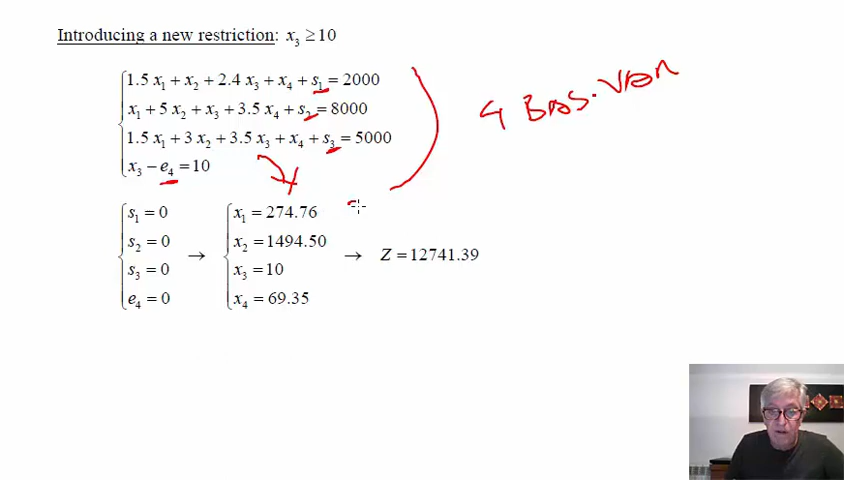 Introducing a new restriction: x₃ ≥ 10
1.5 x₁ + x₂ + 2.4 x₃ + x₄ + s₁ = 2000
x₁ + 5 x₂ + x₃ + 3.5 x₄ + s₂ = 8000
1.5 x₁ + 3 x₂ + 3.5 x₃ + x₄ + s₃ = 5000
x₃ − e₄ = 10
4
s₁ = 0
s₂ = 0
s₃ = 0
e₄ = 0
→
x₁ = 274.76
x₂ = 1494.50
x₃ = 10
x₄ = 69.35
→ Z = 12741.39